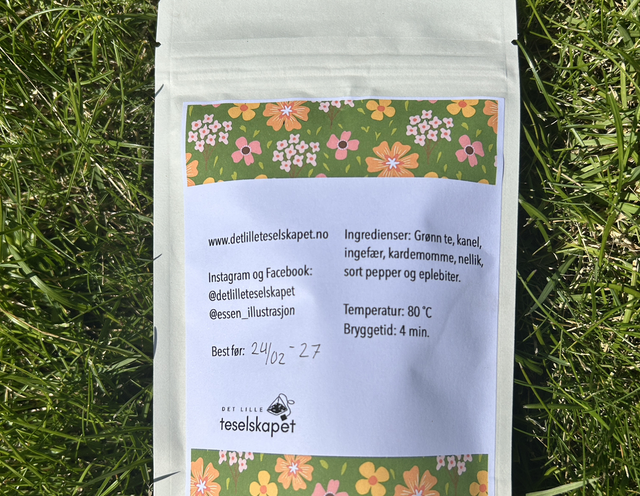 www.detlilleteselskapet.no
Instagram og Facebook:
@detlilleteselskapet
@essen_illustrasjon
Best før: 24/02-27
Ingredienser: Grønn te, kanel,
ingefær, kardemomme, nellik,
sort pepper og eplebiter.
Temperatur: 80 °C
Bryggetid: 4 min.
DET LILLE
teselskapet